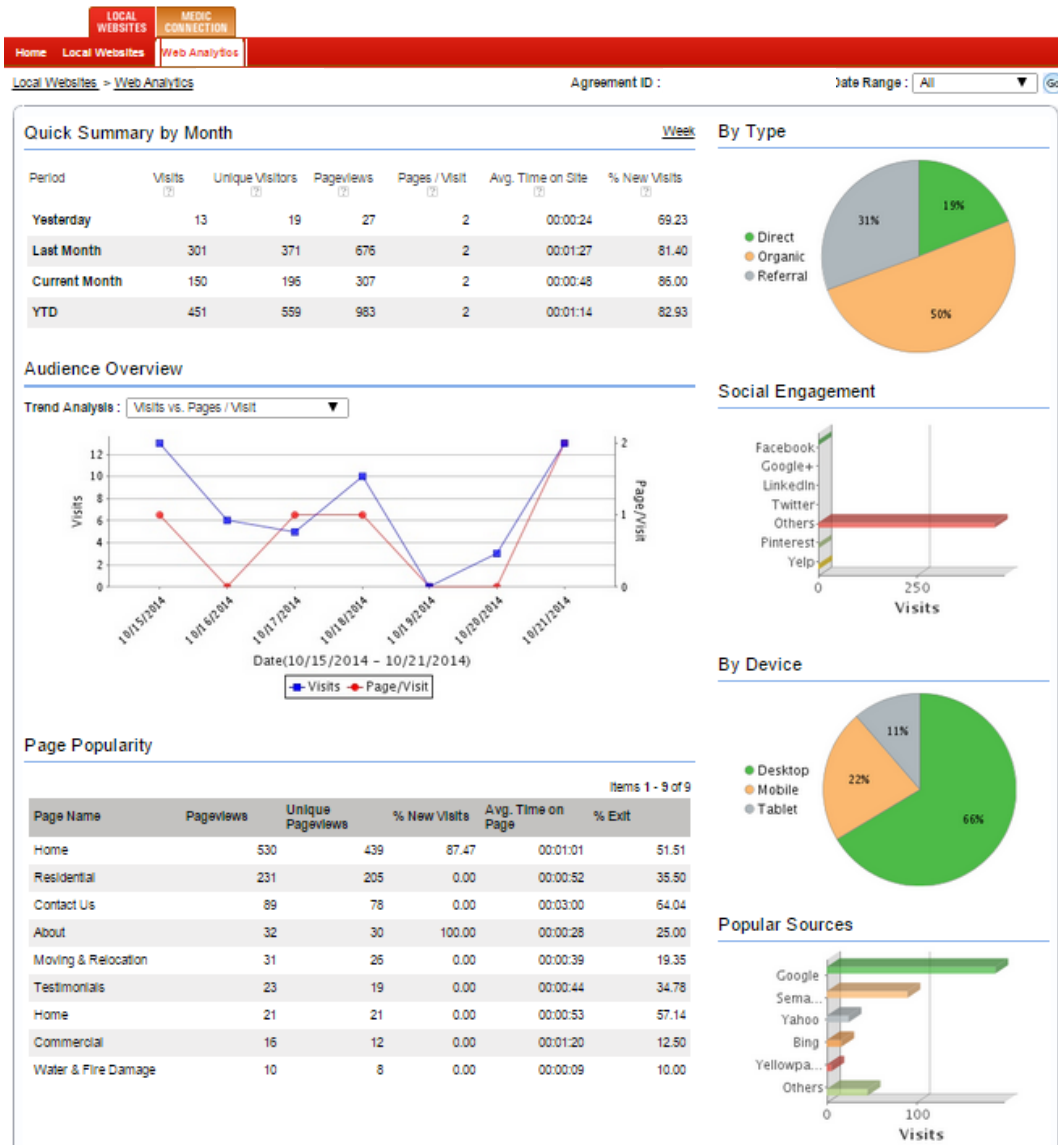 LOCAL WEBSITES
MEDIC CONNECTION
Home Local Websites Web Analytics
Local Websites > Web Analytics Agreement ID : Date Range : All Go
Quick Summary by Month Week
Period Visits Unique Visitors Pageviews Pages / Visit Avg. Time on Site % New Visits
? ? ? ? ? ?
Yesterday 13 19 27 2 00:00:24 69.23
Last Month 301 371 676 2 00:01:27 81.40
Current Month 150 195 307 2 00:00:48 86.00
YTD 451 559 983 2 00:01:14 82.93
By Type
Direct
Organic
Referral
31%
19%
50%
Audience Overview
Trend Analysis : Visits vs. Pages / Visit
Visits
12
10
8
6
4
2
0
2
1
0
Page/Visit
10/15/2014
10/16/2014
10/17/2014
10/18/2014
10/19/2014
10/20/2014
10/21/2014
Date(10/15/2014 - 10/21/2014)
Visits Page/Visit
Social Engagement
Facebook
Google+
LinkedIn
Twitter
Others
Pinterest
Yelp
0 250
Visits
By Device
Desktop
Mobile
Tablet
11%
22%
66%
Page Popularity
Items 1 - 9 of 9
Page Name Pageviews Unique Pageviews % New Visits Avg. Time on Page % Exit
Home 530 439 87.47 00:01:01 51.51
Residential 231 205 0.00 00:00:52 35.50
Contact Us 89 78 0.00 00:03:00 64.04
About 32 30 100.00 00:00:28 25.00
Moving & Relocation 31 26 0.00 00:00:39 19.35
Testimonials 23 19 0.00 00:00:44 34.78
Home 21 21 0.00 00:00:53 57.14
Commercial 16 12 0.00 00:01:20 12.50
Water & Fire Damage 10 8 0.00 00:00:09 10.00
Popular Sources
Google
Sema...
Yahoo
Bing
Yellowpa...
Others
0 100
Visits